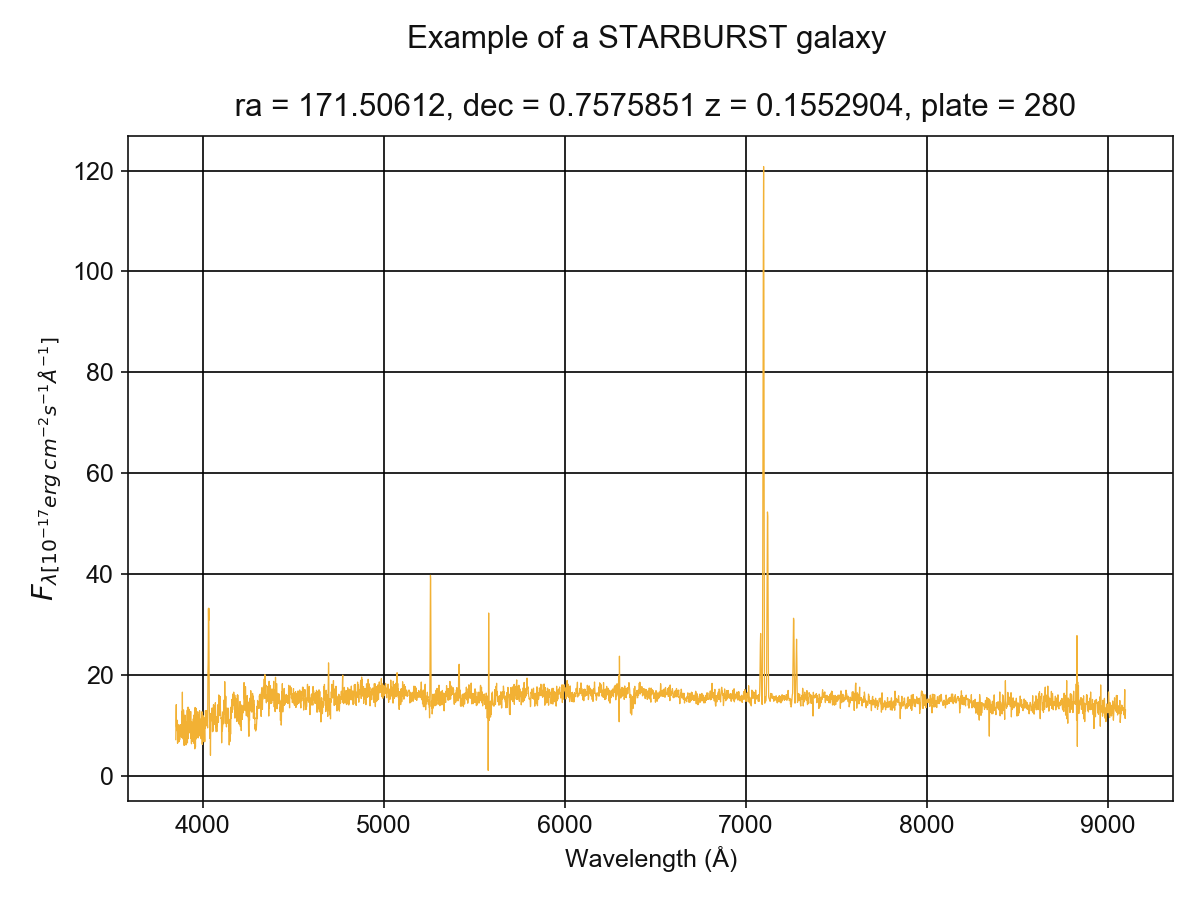 Example of a STARBURST galaxy
ra = 171.50612, dec = 0.7575851 z = 0.1552904, plate = 280
120
100
80
60
40
20
0
F_{λ[10^{−17}erg cm^{−2}s^{−1}Å^{−1}]}
4000 5000 6000 7000 8000 9000
Wavelength (Å)